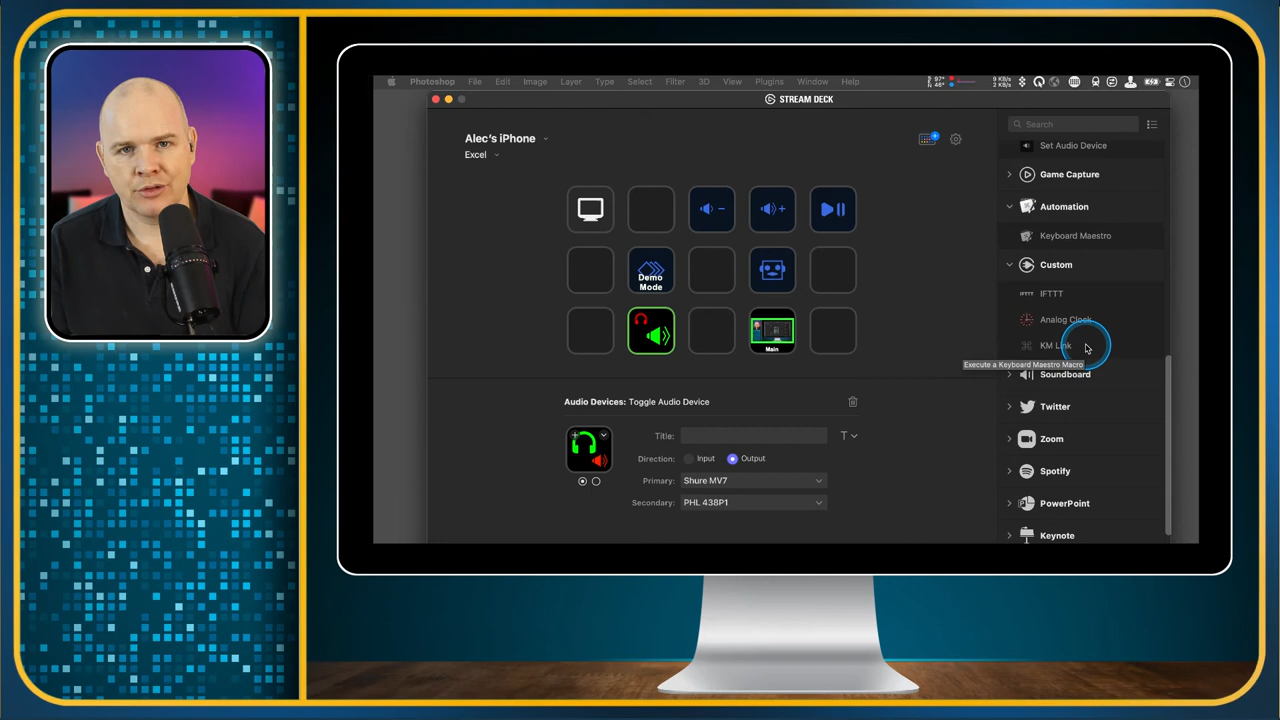 Photoshop File Edit Image Layer Type Select Filter 3D View Plugins Window Help
STREAM DECK
Alec's iPhone
Excel
Demo
Mode
Main
Audio Devices: Toggle Audio Device
Title:
T
Direction: Input Output
Primary: Shure MV7
Secondary: PHL 438P1
Search
Set Audio Device
Game Capture
Automation
Keyboard Maestro
Custom
IFTTT IFTTT
Analog Clock
KM Link
Execute a Keyboard Maestro Macro
Soundboard
Twitter
Zoom
Spotify
PowerPoint
Keynote